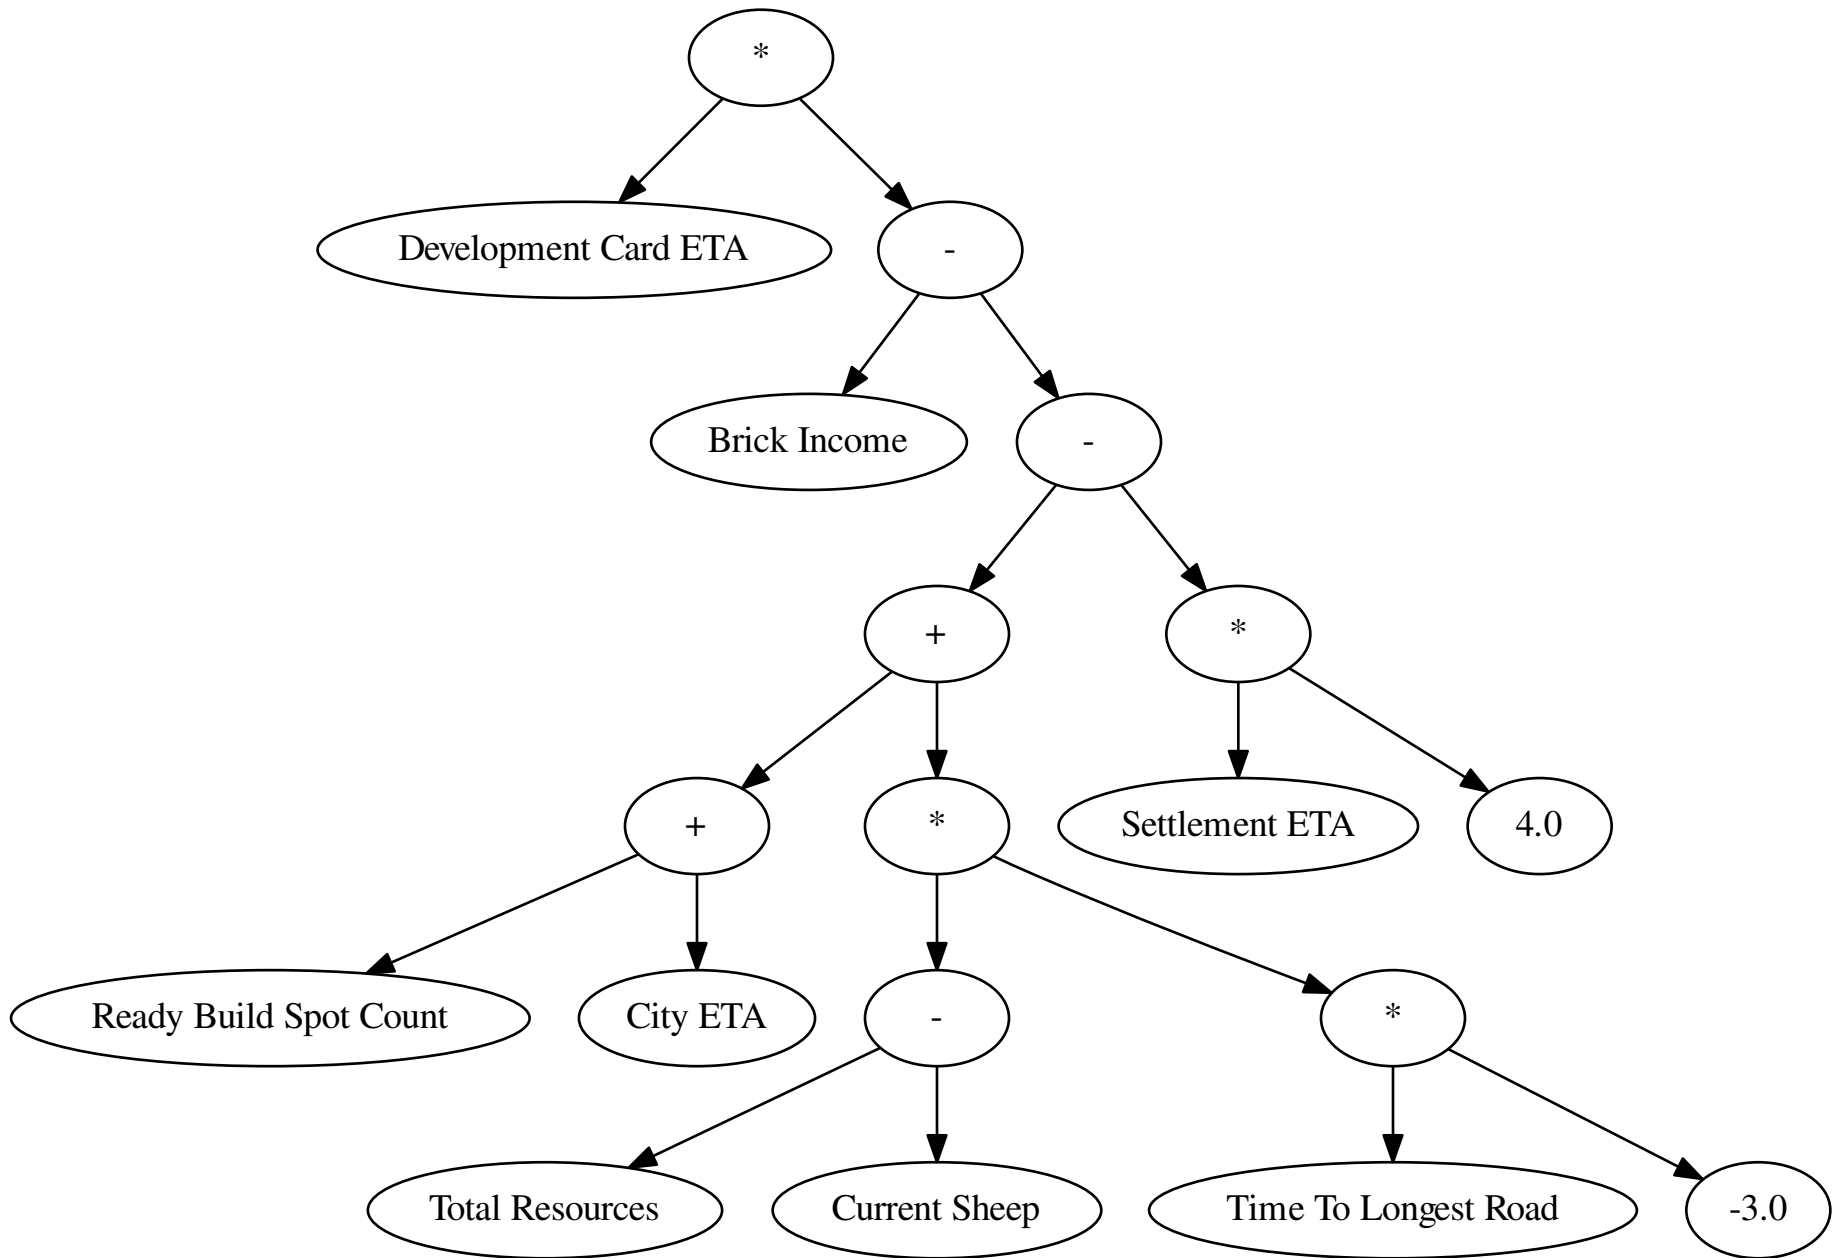 *
Development Card ETA
-
Brick Income
-
+
*
+
*
Settlement ETA
4.0
Ready Build Spot Count
City ETA
-
*
Total Resources
Current Sheep
Time To Longest Road
-3.0